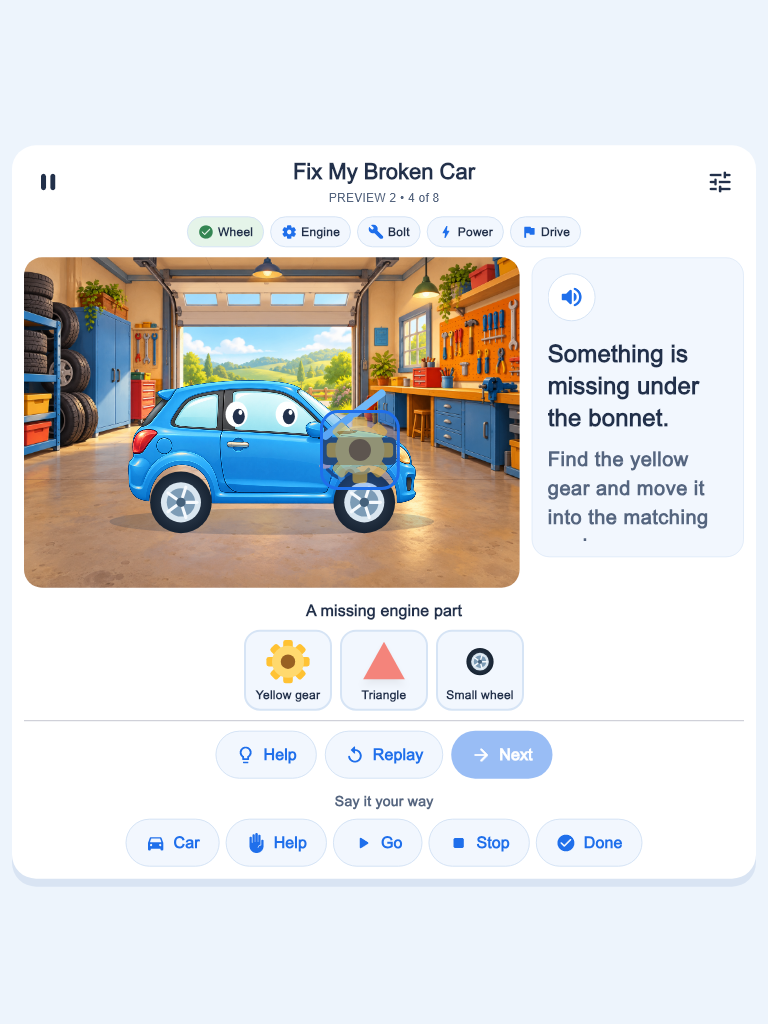 Fix My Broken Car
PREVIEW 2 • 4 of 8
Wheel Engine Bolt Power Drive
Something is
missing under
the bonnet.
Find the yellow
gear and move it
into the matching
A missing engine part
Yellow gear Triangle Small wheel
Help Replay Next
Say it your way
Car Help Go Stop Done